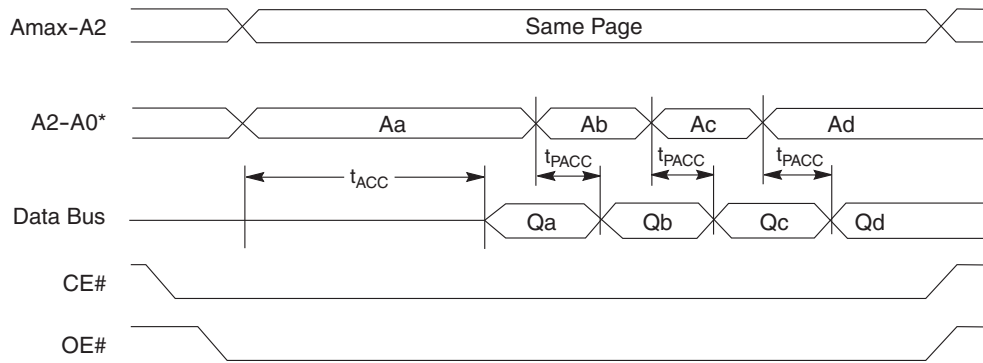 Amax-A2 Same Page
A2-A0* Aa Ab Ac Ad
tACC tPACC tPACC tPACC
Data Bus Qa Qb Qc Qd
CE#
OE#